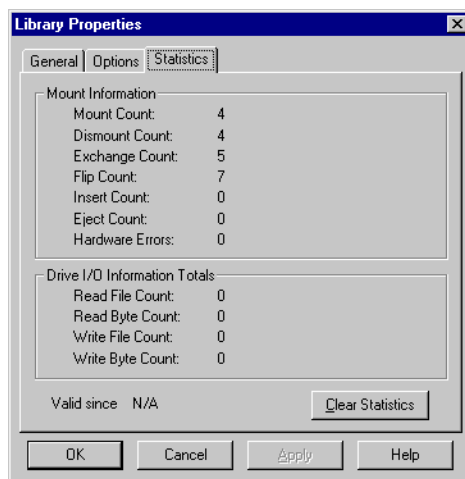 Library Properties
General Options Statistics
Mount Information
Mount Count: 4
Dismount Count: 4
Exchange Count: 5
Flip Count: 7
Insert Count: 0
Eject Count: 0
Hardware Errors: 0
Drive I/O Information Totals
Read File Count: 0
Read Byte Count: 0
Write File Count: 0
Write Byte Count: 0
Valid since N/A Clear Statistics
OK Cancel Apply Help